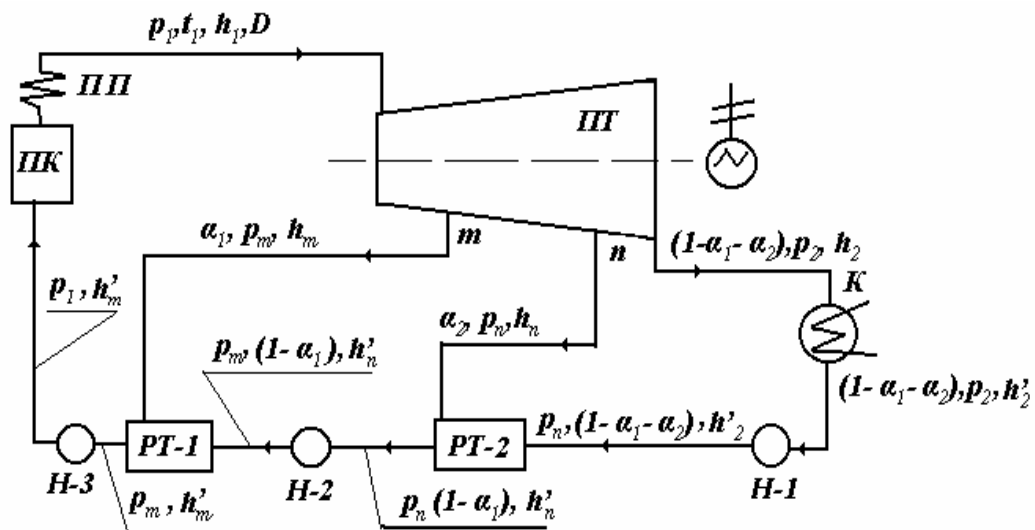 p₁,t₁, h₁,D
ПП
ПК
ПТ
α₁, pₘ, hₘ
m
n
(1-α₁-α₂),p₂, h₂
К
p₁, h'ₘ
α₂, pₙ,hₙ
pₘ, (1- α₁), h'ₙ
(1- α₁-α₂),p₂, h'₂
pₙ, (1- α₁-α₂), h'₂
РТ-1
РТ-2
Н-3
Н-2
Н-1
pₘ, h'ₘ
pₙ (1- α₁), h'ₙ